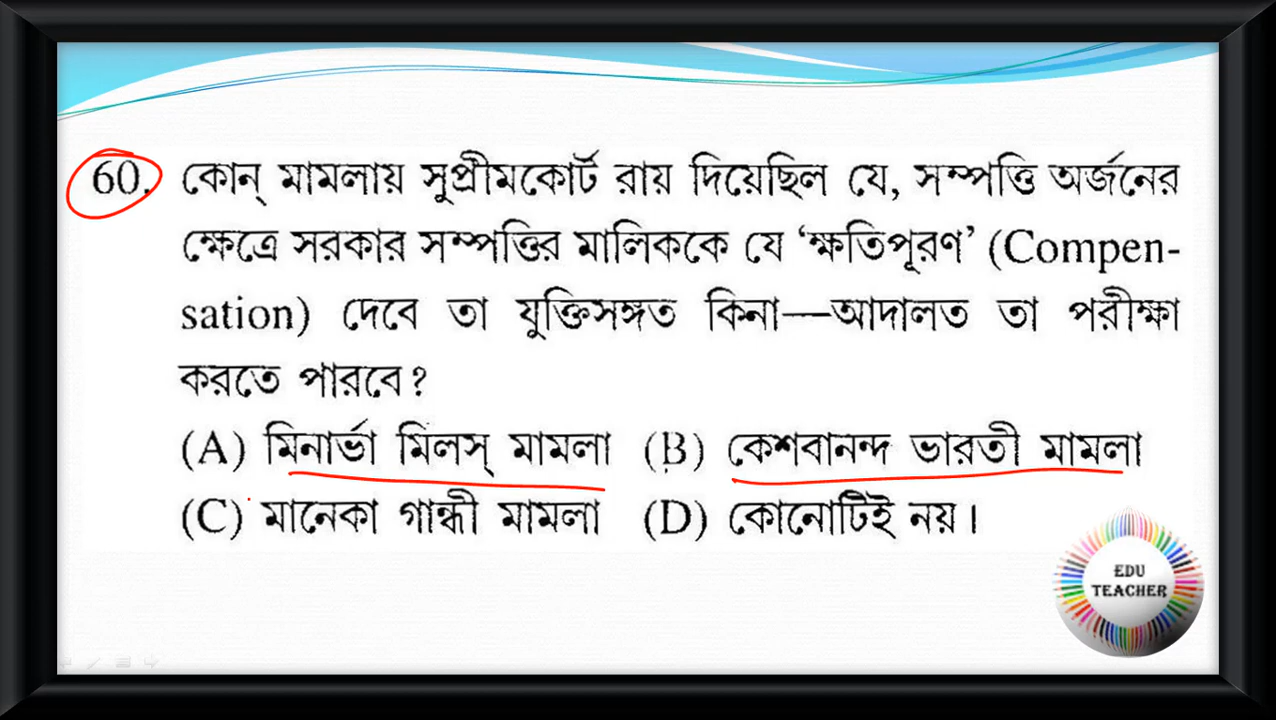 60. কোন্ মামলায় সুপ্রীমকোর্ট রায় দিয়েছিল যে, সম্পত্তি অর্জনের
ক্ষেত্রে সরকার সম্পত্তির মালিককে যে ‘ক্ষতিপূরণ’ (Compen-
sation) দেবে তা যুক্তিসঙ্গত কিনা—আদালত তা পরীক্ষা
করতে পারবে?
(A) মিনার্ভা মিলস্ মামলা (B) কেশবানন্দ ভারতী মামলা
(C) মানেকা গান্ধী মামলা (D) কোনোটিই নয়।
EDU
TEACHER